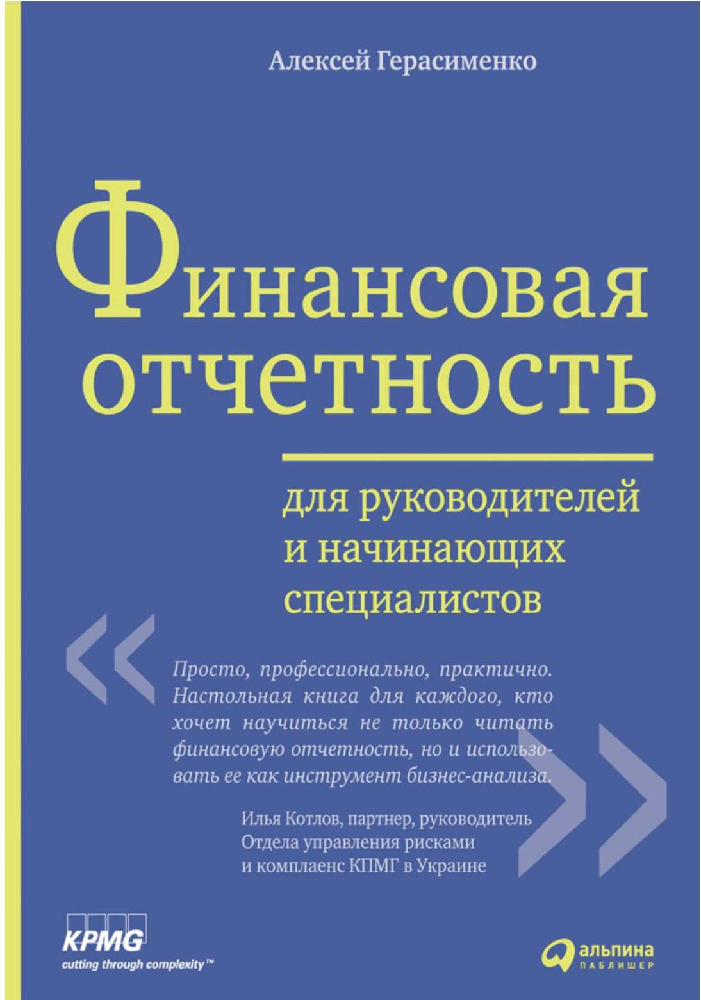 Алексей Герасименко
Финансовая
отчетность
для руководителей
и начинающих
специалистов
«
Просто, профессионально, практично.
Настольная книга для каждого, кто
хочет научиться не только читать
финансовую отчетность, но и использо-
вать ее как инструмент бизнес-анализа.
»
Илья Котлов, партнер, руководитель
Отдела управления рисками
и комплаенс КПМГ в Украине
KPMG
cutting through complexity™
альпина
ПАБЛИШЕР